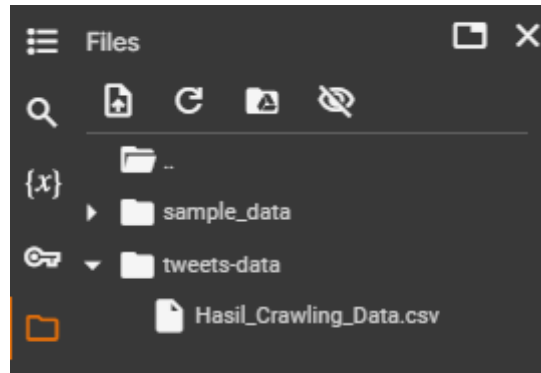 Files
..
{x}
sample_data
tweets-data
Hasil_Crawling_Data.csv